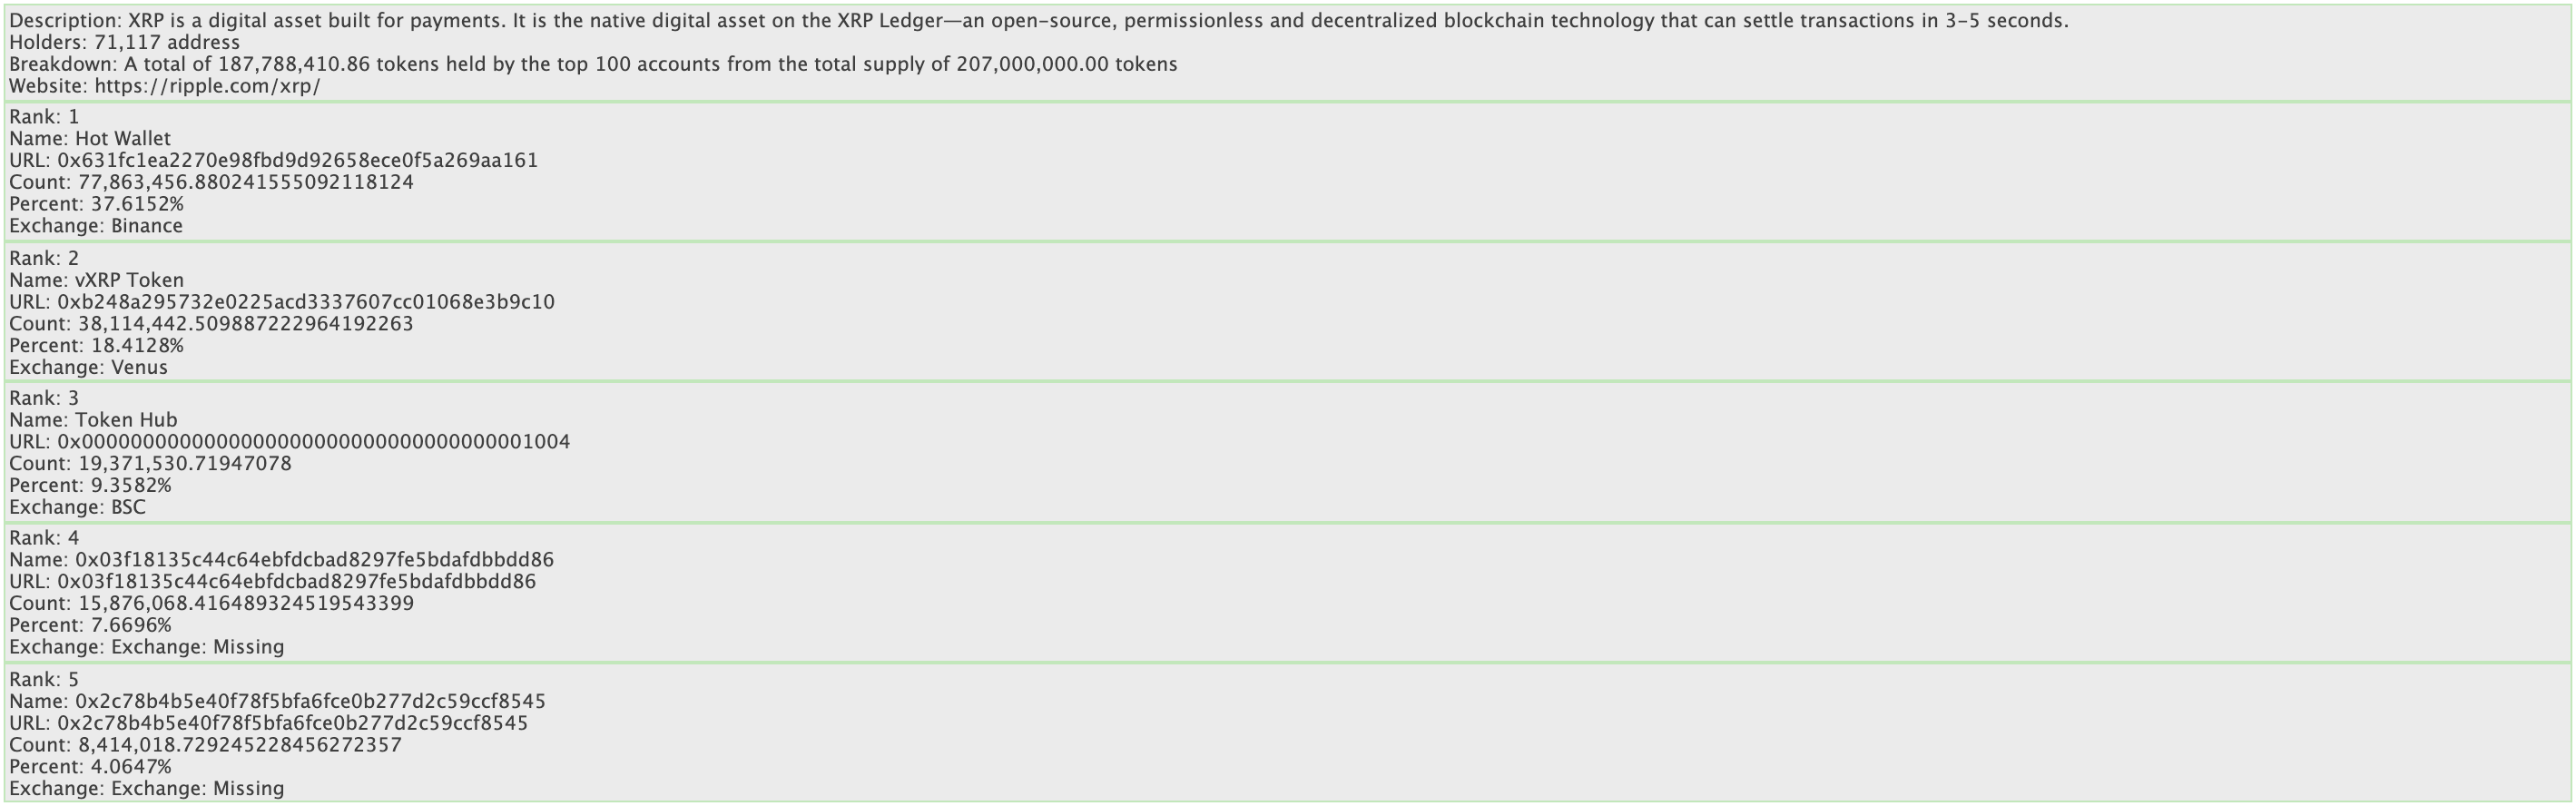 Description: XRP is a digital asset built for payments. It is the native digital asset on the XRP Ledger—an open-source, permissionless and decentralized blockchain technology that can settle transactions in 3-5 seconds.
Holders: 71,117 address
Breakdown: A total of 187,788,410.86 tokens held by the top 100 accounts from the total supply of 207,000,000.00 tokens
Website: https://ripple.com/xrp/
Rank: 1
Name: Hot Wallet
URL: 0x631fc1ea2270e98fbd9d92658ece0f5a269aa161
Count: 77,863,456.880241555092118124
Percent: 37.6152%
Exchange: Binance
Rank: 2
Name: vXRP Token
URL: 0xb248a295732e0225acd3337607cc01068e3b9c10
Count: 38,114,442.509887222964192263
Percent: 18.4128%
Exchange: Venus
Rank: 3
Name: Token Hub
URL: 0x0000000000000000000000000000000000001004
Count: 19,371,530.71947078
Percent: 9.3582%
Exchange: BSC
Rank: 4
Name: 0x03f18135c44c64ebfdcbad8297fe5bdafdbbdd86
URL: 0x03f18135c44c64ebfdcbad8297fe5bdafdbbdd86
Count: 15,876,068.416489324519543399
Percent: 7.6696%
Exchange: Exchange: Missing
Rank: 5
Name: 0x2c78b4b5e40f78f5bfa6fce0b277d2c59ccf8545
URL: 0x2c78b4b5e40f78f5bfa6fce0b277d2c59ccf8545
Count: 8,414,018.729245228456272357
Percent: 4.0647%
Exchange: Exchange: Missing